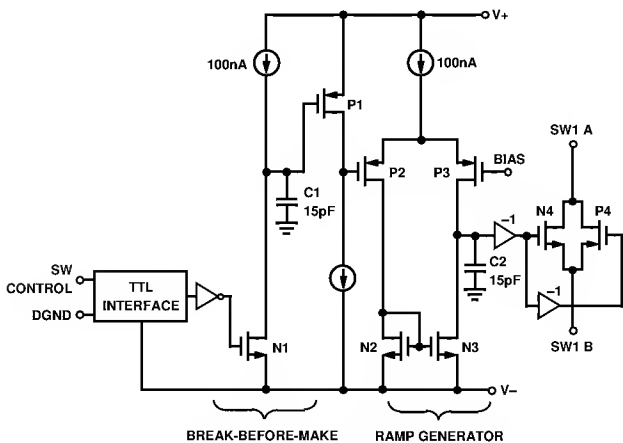 V+
100nA
100nA
P1
SW1 A
BIAS
P2
P3
C1
15pF
N4
P4
–1
C2
15pF
SW
CONTROL
TTL
INTERFACE
–1
DGND
N1
N2
N3
SW1 B
V–
BREAK-BEFORE-MAKE
RAMP GENERATOR